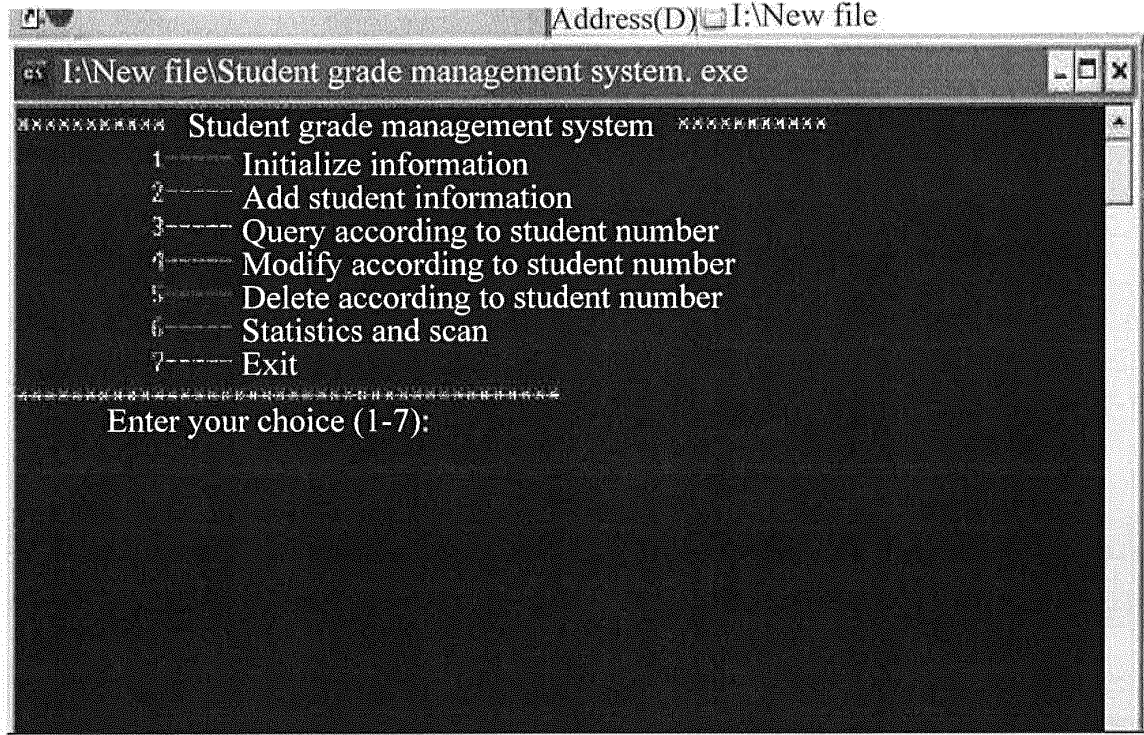 Address(D) I:\New file
I:\New file\Student grade management system. exe
*********** Student grade management system ***********
1------ Initialize information
2------ Add student information
3------ Query according to student number
4------ Modify according to student number
5------ Delete according to student number
6------ Statistics and scan
7------ Exit
****************************************
Enter your choice (1-7):